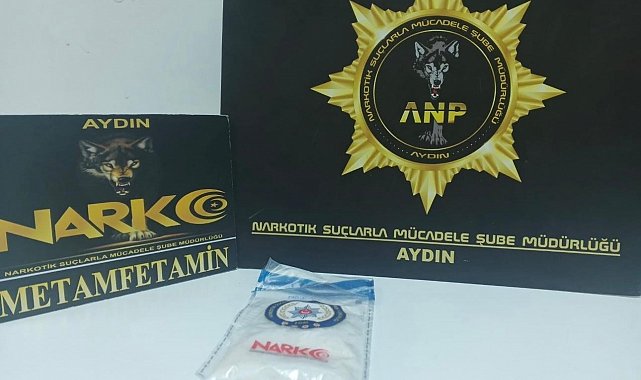 AYDIN
NARKO
NARKOTİK SUÇLARLA MÜCADELE ŞUBE MÜDÜRLÜĞÜ
METAMFETAMİN
NARKOTİK SUÇLARLA MÜCADELE ŞUBE MÜDÜRLÜĞÜ
ANP
AYDIN
NARKOTİK SUÇLARLA MÜCADELE ŞUBE MÜDÜRLÜĞÜ
AYDIN
NARKO